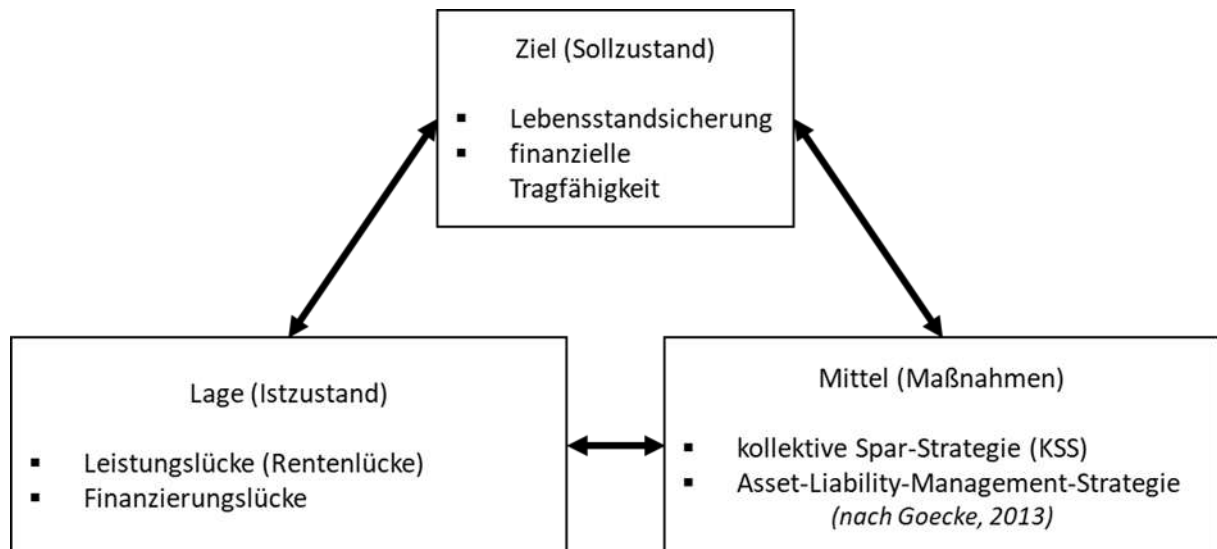 Ziel (Sollzustand)
▪ Lebensstandsicherung
▪ finanzielle
Tragfähigkeit
Lage (Istzustand)
▪ Leistungslücke (Rentenlücke)
▪ Finanzierungslücke
Mittel (Maßnahmen)
▪ kollektive Spar-Strategie (KSS)
▪ Asset-Liability-Management-Strategie
(nach Goecke, 2013)